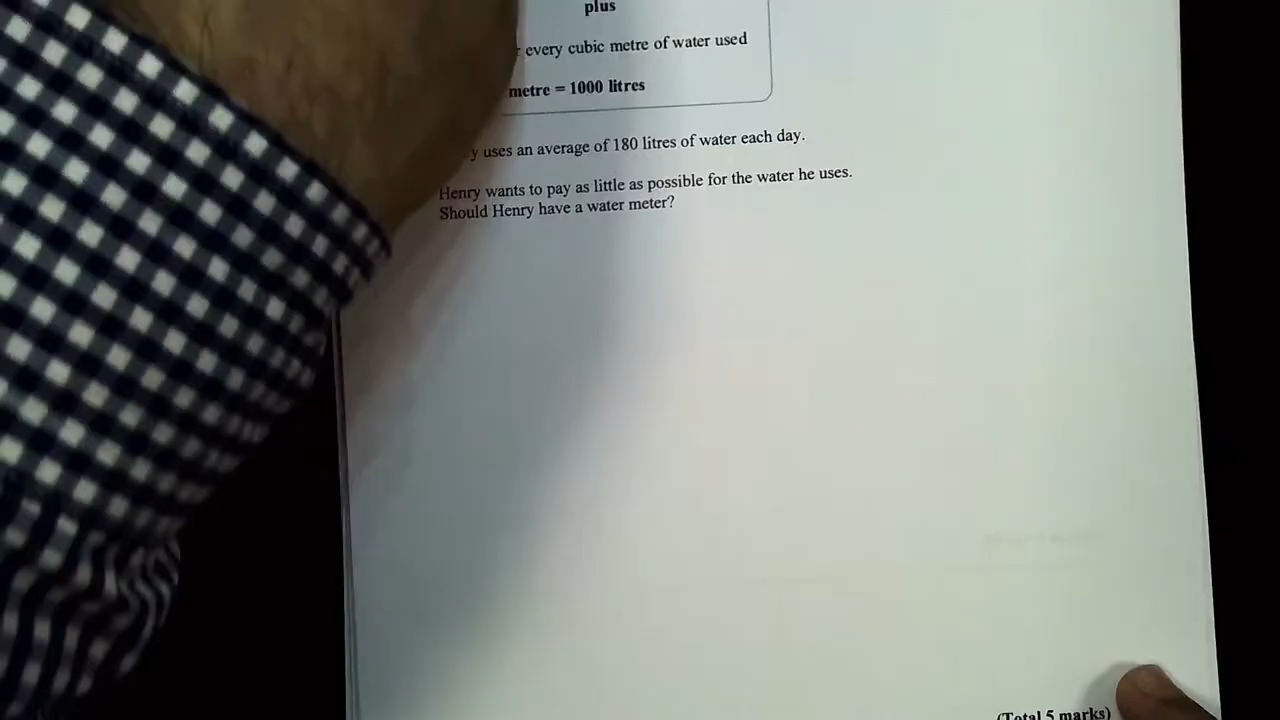 plus
every cubic metre of water used
metre = 1000 litres
y uses an average of 180 litres of water each day.
Henry wants to pay as little as possible for the water he uses.
Should Henry have a water meter?
(Total 5 marks)